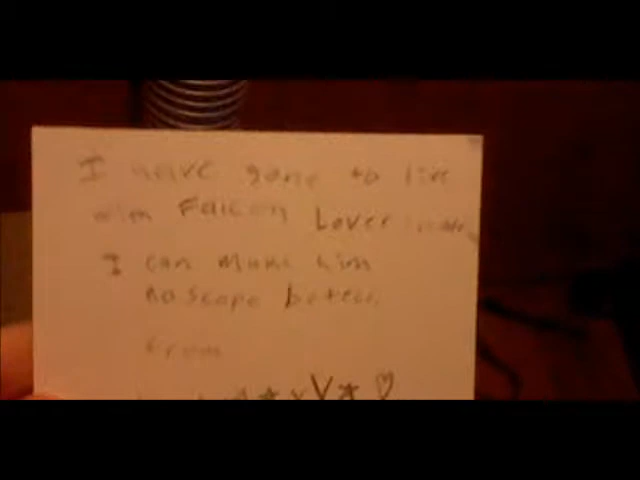 I have gone to live
with Falcon Lover
I can make him
no scope better
From